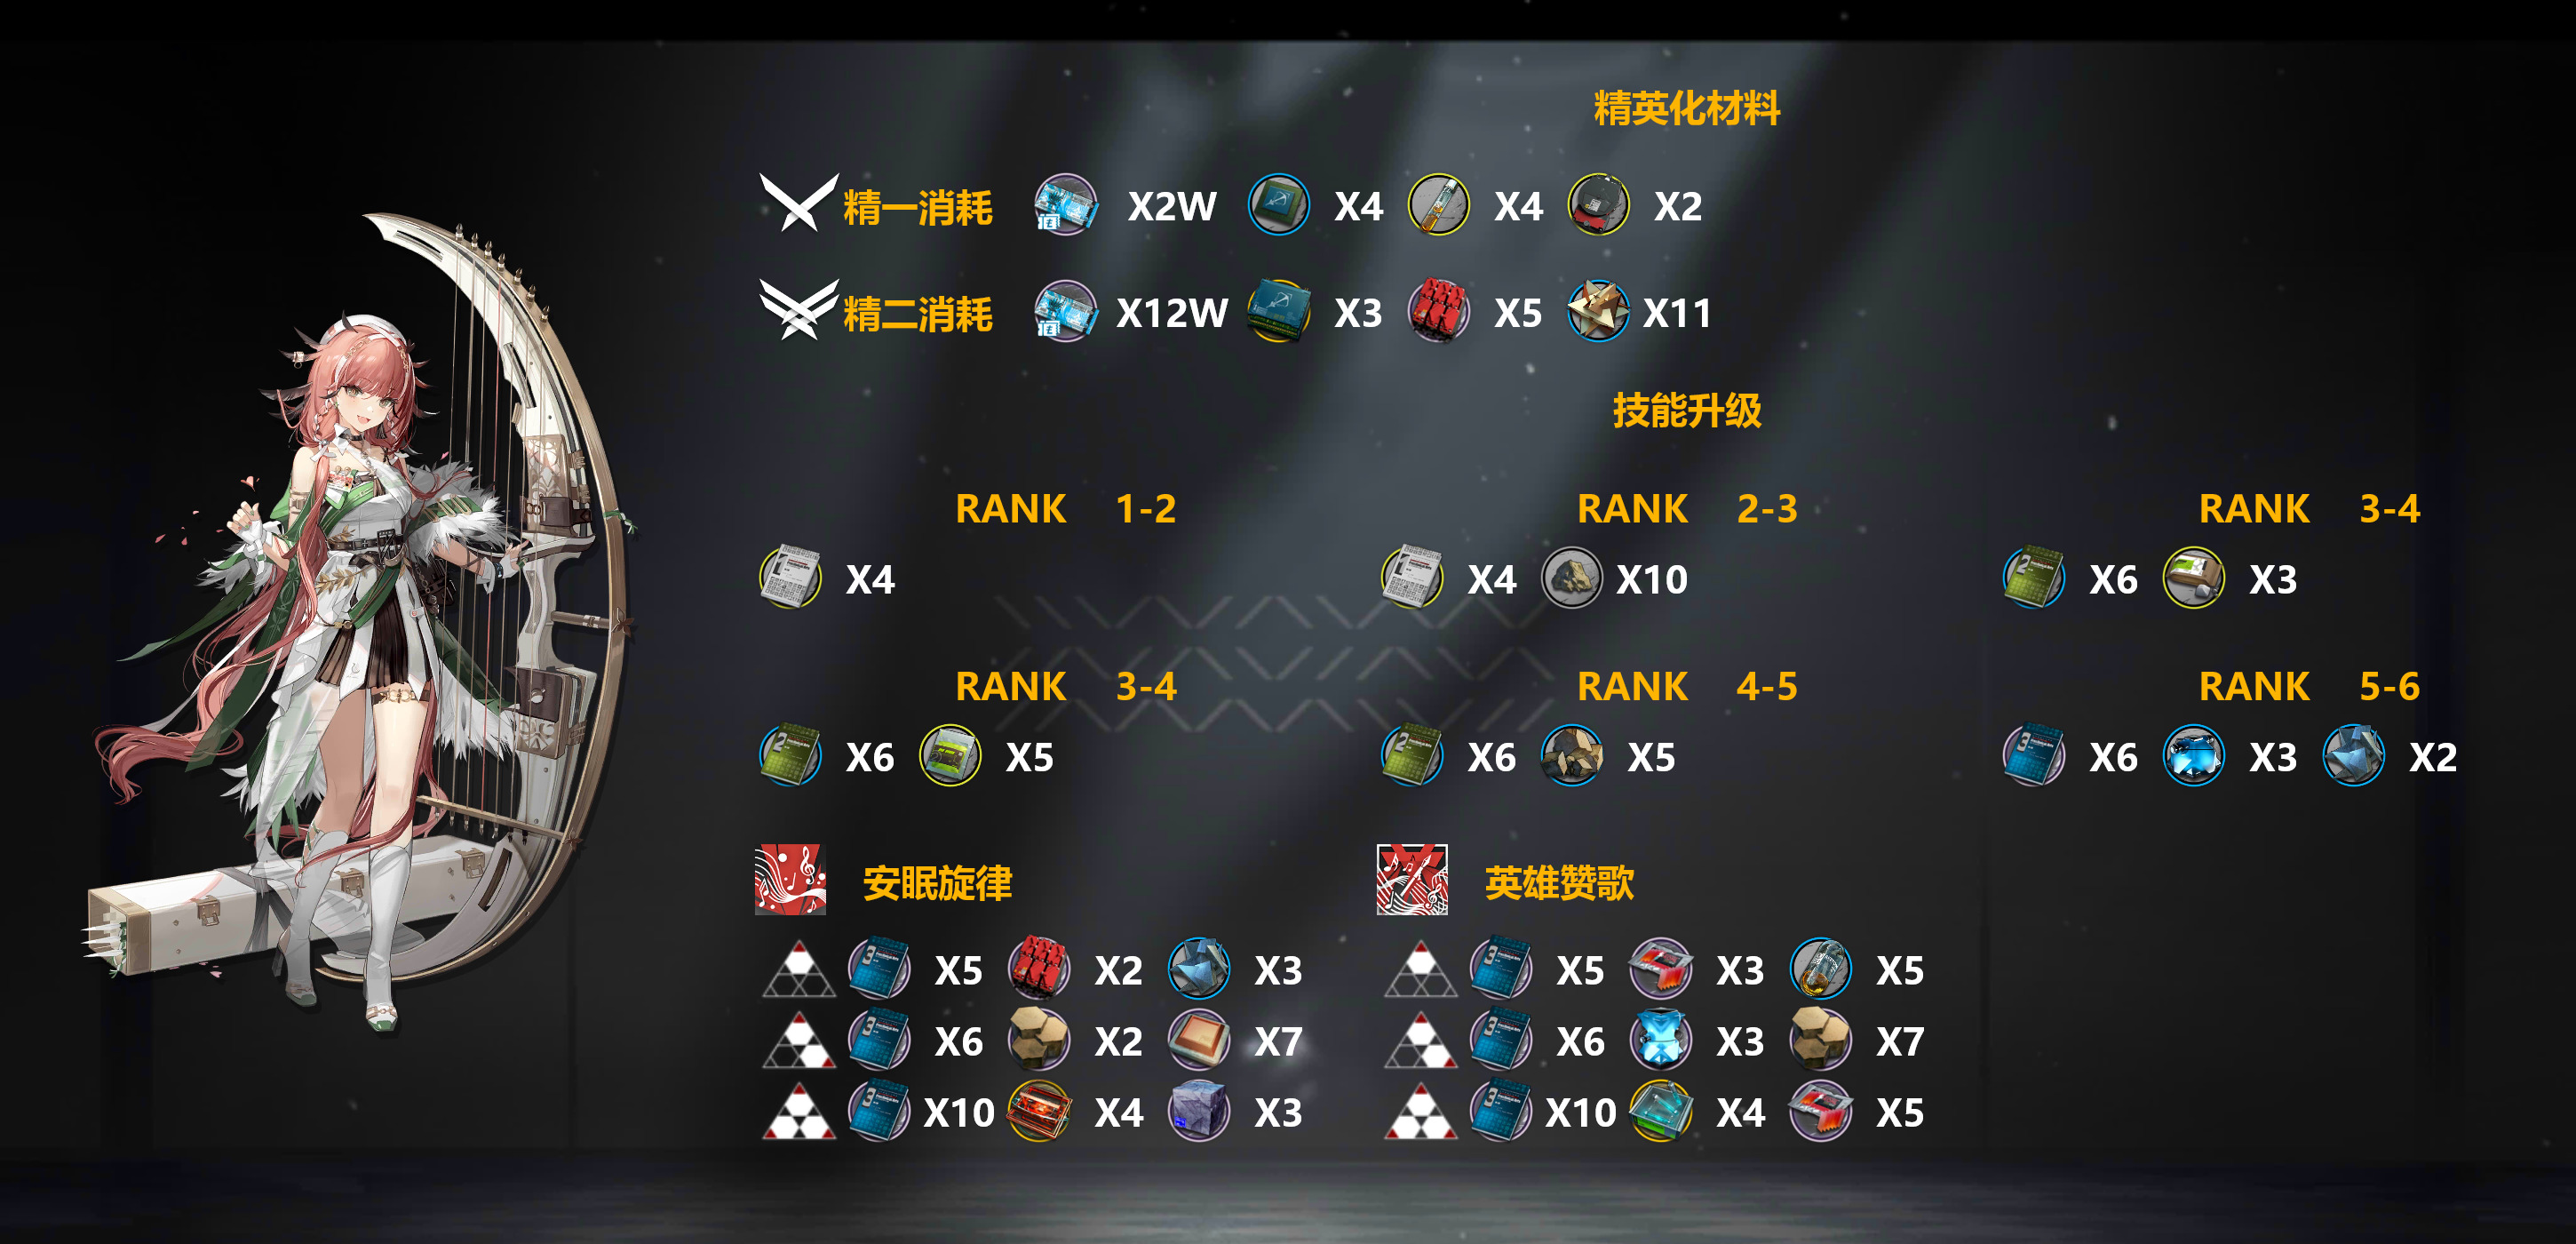 精英化材料
精一消耗 X2W X4 X4 X2
精二消耗 X12W X3 X5 X11
技能升级
RANK 1-2 RANK 2-3 RANK 3-4
X4 X4 X10 X6 X3
RANK 3-4 RANK 4-5 RANK 5-6
X6 X5 X6 X5 X6 X3 X2
安眠旋律 英雄赞歌
X5 X2 X3 X5 X3 X5
X6 X2 X7 X6 X3 X7
X10 X4 X3 X10 X4 X5